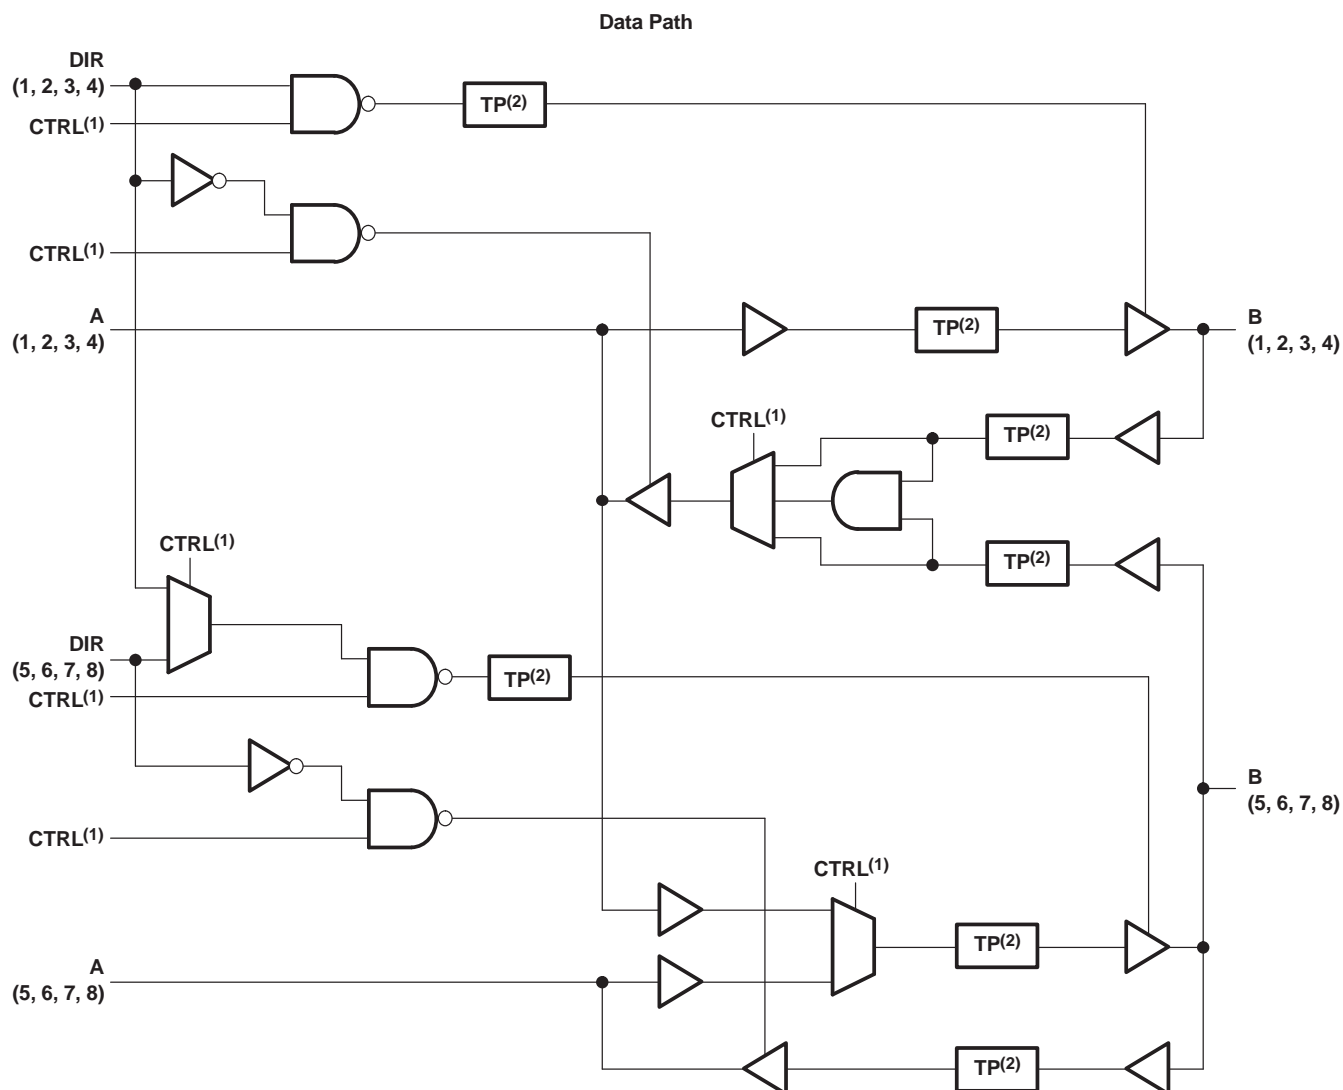 Data Path
DIR
(1, 2, 3, 4)
CTRL(1)
TP(2)
CTRL(1)
A
(1, 2, 3, 4)
TP(2)
B
(1, 2, 3, 4)
CTRL(1)
TP(2)
CTRL(1)
TP(2)
DIR
(5, 6, 7, 8)
CTRL(1)
TP(2)
B
(5, 6, 7, 8)
CTRL(1)
CTRL(1)
TP(2)
A
(5, 6, 7, 8)
TP(2)